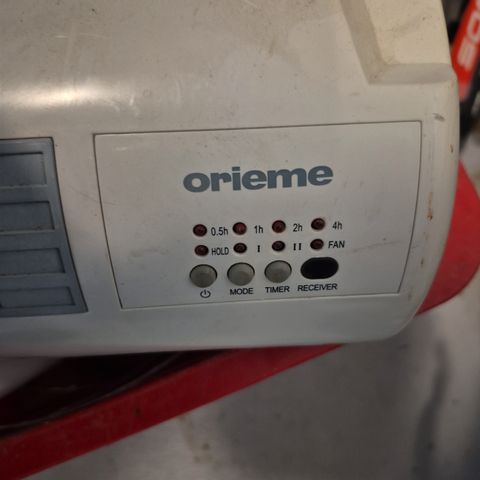 orieme
0.5h 1h 2h 4h
HOLD I II FAN
MODE TIMER RECEIVER